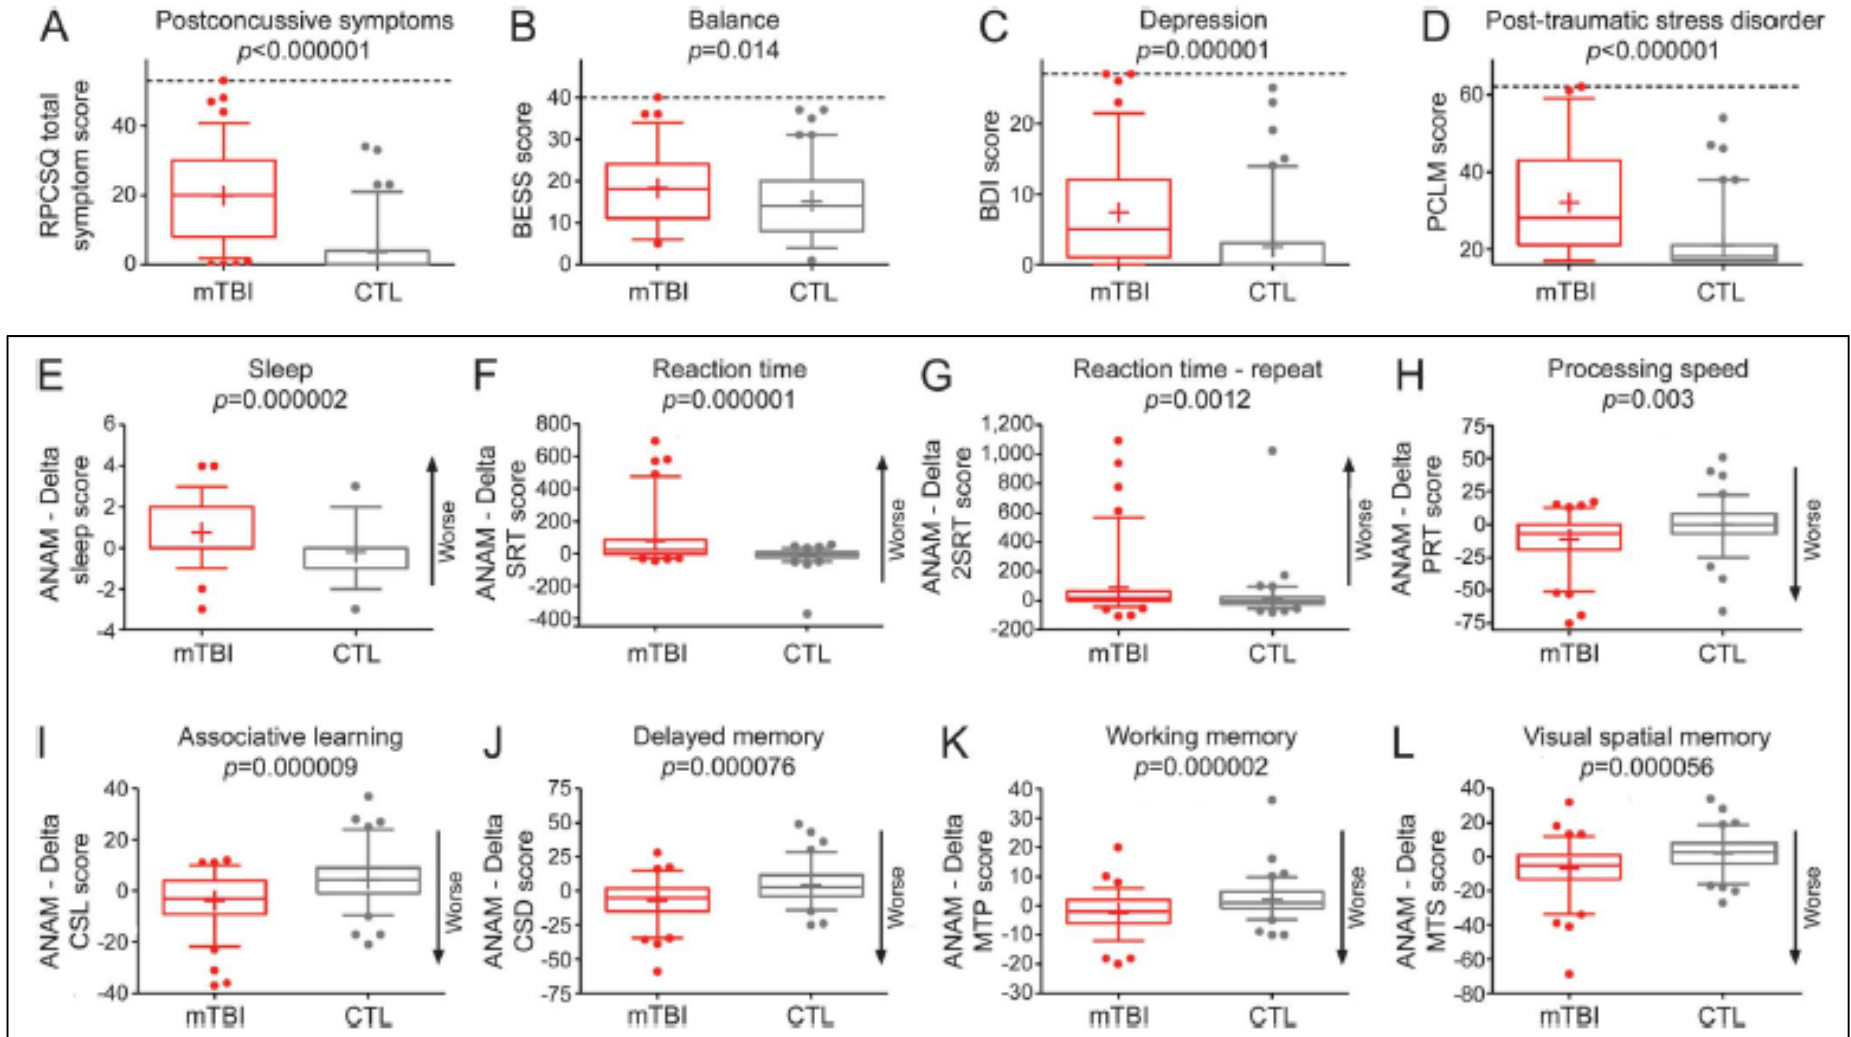 A
Postconcussive symptoms
p<0.000001
RPCSQ total
symptom score
40
20
0
mTBI
CTL
B
Balance
p=0.014
BESS score
40
30
20
10
0
mTBI
CTL
C
Depression
p=0.000001
BDI score
20
10
0
mTBI
CTL
D
Post-traumatic stress disorder
p<0.000001
PCLM score
60
40
20
mTBI
CTL
E
Sleep
p=0.000002
ANAM - Delta
sleep score
6
4
2
0
-2
-4
Worse
mTBI
CTL
F
Reaction time
p=0.000001
ANAM - Delta
SRT score
800
600
400
200
0
-200
-400
Worse
mTBI
CTL
G
Reaction time - repeat
p=0.0012
ANAM - Delta
2SRT score
1,200
1,000
800
600
400
200
0
-200
Worse
mTBI
CTL
H
Processing speed
p=0.003
ANAM - Delta
PRT score
75
50
25
0
-25
-50
-75
Worse
mTBI
CTL
I
Associative learning
p=0.000009
ANAM - Delta
CSL score
40
20
0
-20
-40
Worse
mTBI
CTL
J
Delayed memory
p=0.000076
ANAM - Delta
CSD score
75
50
25
0
-25
-50
-75
Worse
mTBI
CTL
K
Working memory
p=0.000002
ANAM - Delta
MTP score
40
30
20
10
0
-10
-20
-30
Worse
mTBI
CTL
L
Visual spatial memory
p=0.000056
ANAM - Delta
MTS score
40
20
0
-20
-40
-60
-80
Worse
mTBI
CTL